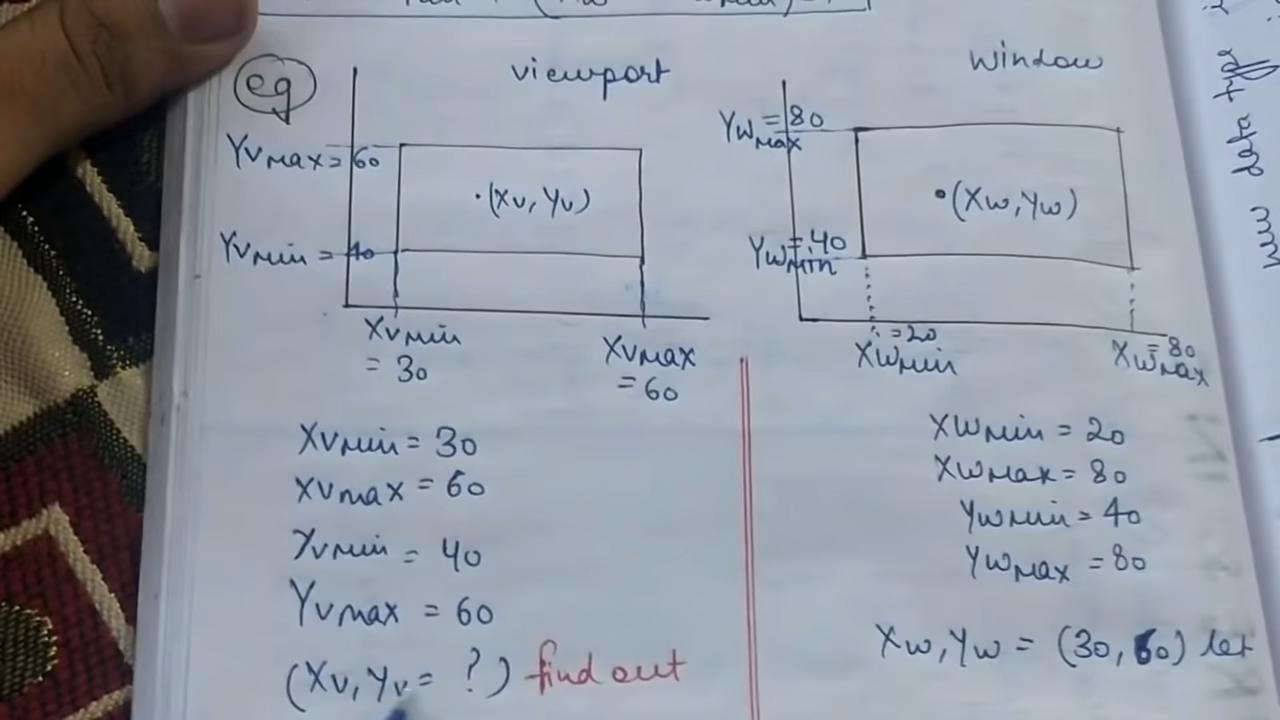 eg
viewport
window
YvMax = 60
YvMin = 40
•(Xv, Yv)
XvMin
= 30
XvMax
= 60
YwMax = 80
YwMin = 40
•(Xw, Yw)
= 20
XwMin
= 80
XwMax
XvMin = 30
XvMax = 60
YvMin = 40
YvMax = 60
(Xv, Yv = ?) find out
XwMin = 20
XwMax = 80
YwMin = 40
YwMax = 80
Xw, Yw = (30, 60) let
data type